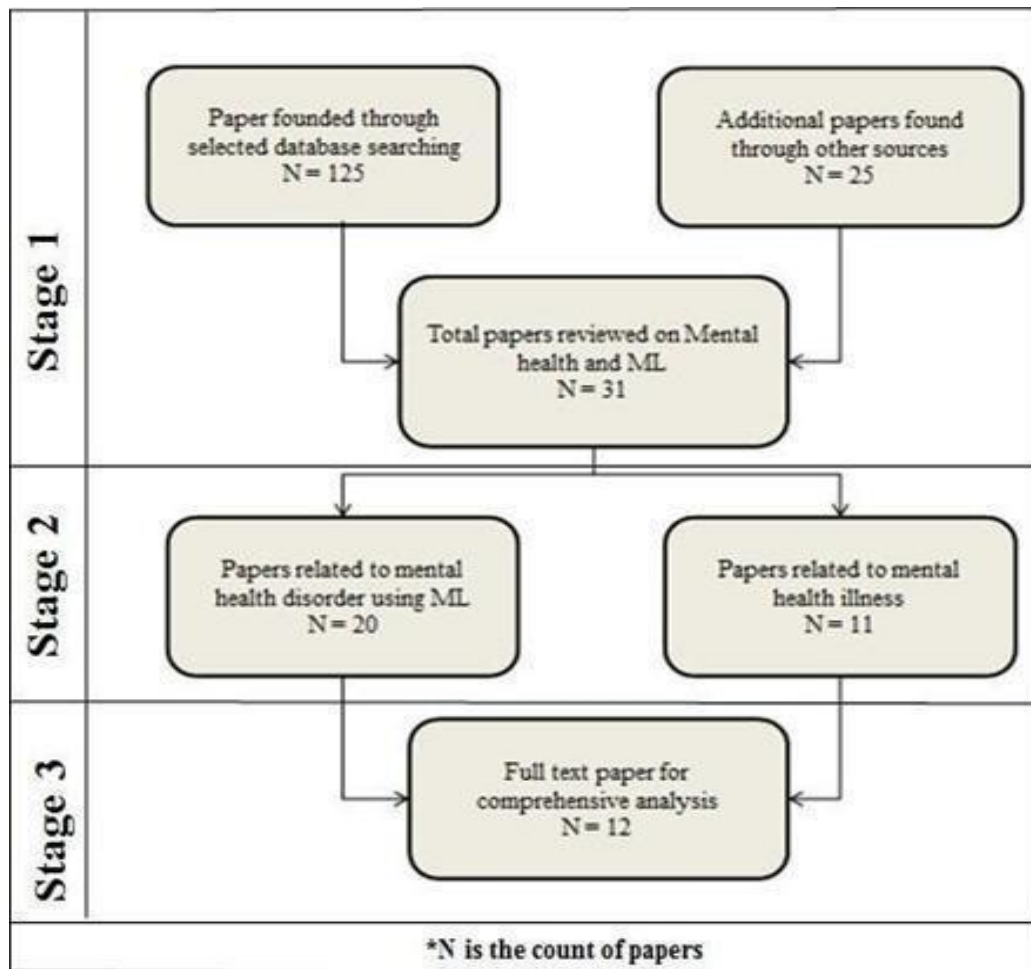 Stage 1
Paper founded through
selected database searching
N = 125
Additional papers found
through other sources
N = 25
Total papers reviewed on Mental
health and ML
N = 31
Stage 2
Papers related to mental
health disorder using ML
N = 20
Papers related to mental
health illness
N = 11
Stage 3
Full text paper for
comprehensive analysis
N = 12
*N is the count of papers